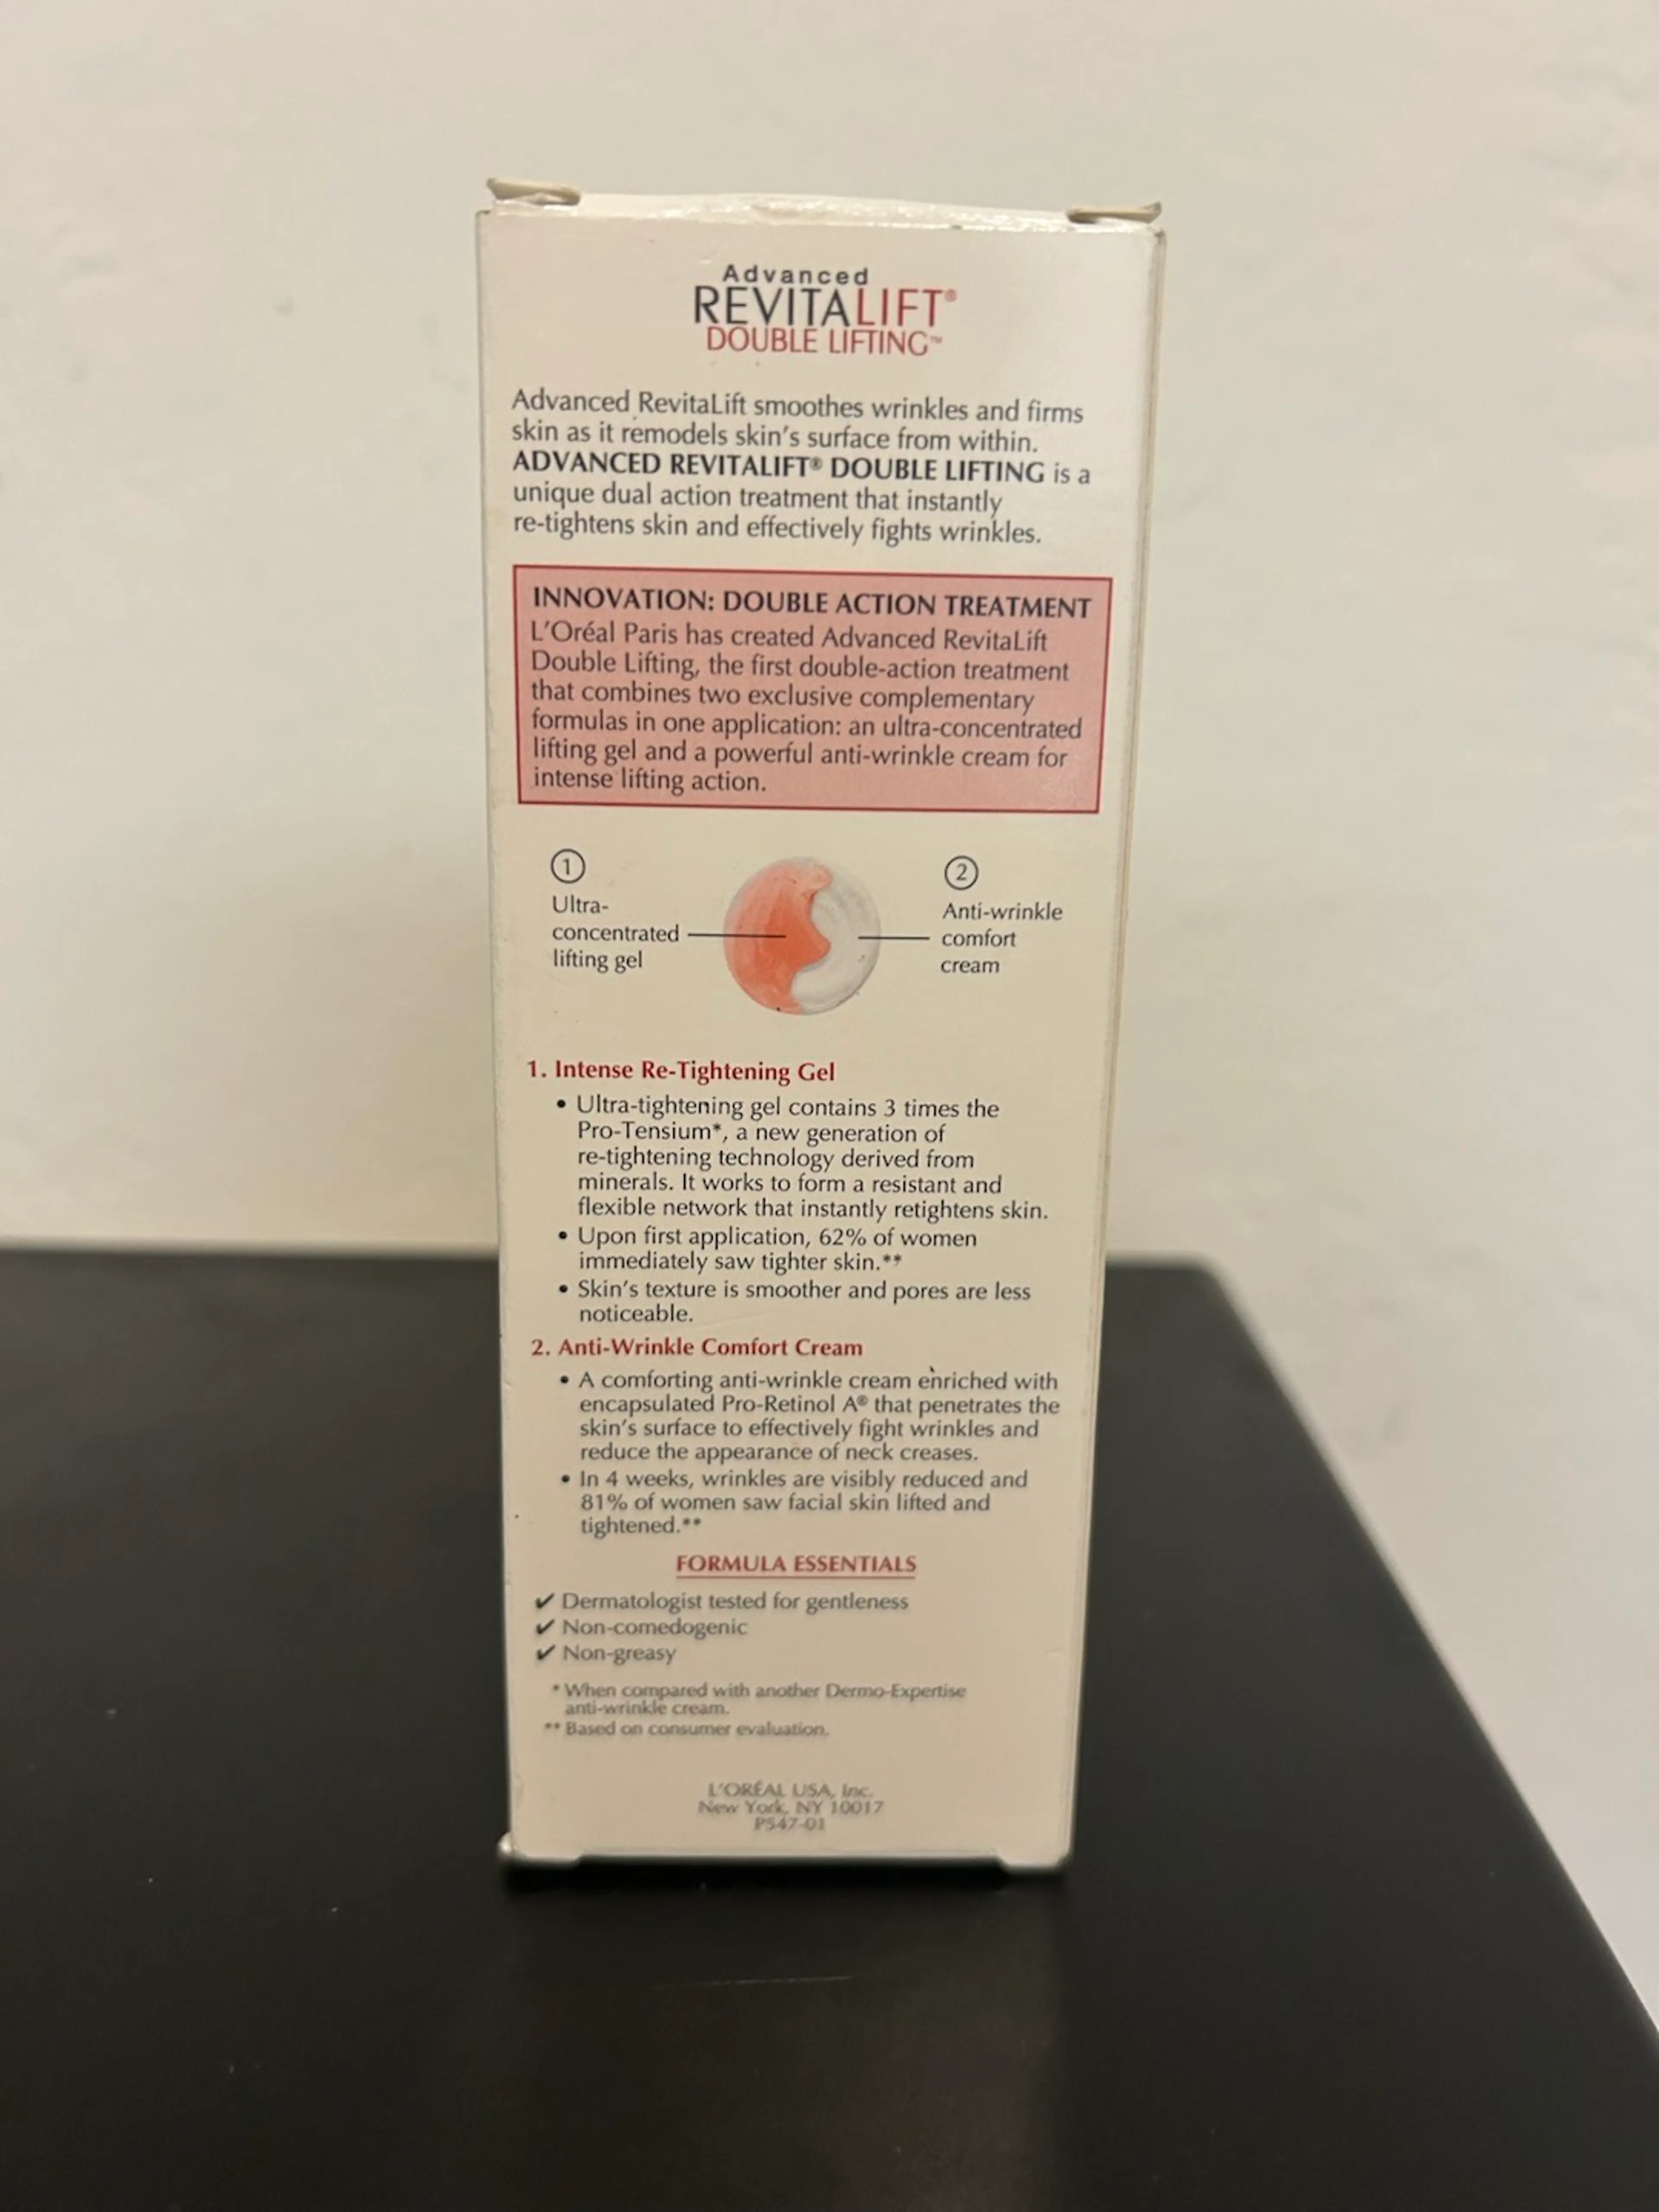 Advanced
REVITALIFT®
DOUBLE LIFTING™
Advanced RevitaLift smoothes wrinkles and firms
skin as it remodels skin's surface from within.
ADVANCED REVITALIFT® DOUBLE LIFTING is a
unique dual action treatment that instantly
re-tightens skin and effectively fights wrinkles.
INNOVATION: DOUBLE ACTION TREATMENT
L'Oréal Paris has created Advanced RevitaLift
Double Lifting, the first double-action treatment
that combines two exclusive complementary
formulas in one application: an ultra-concentrated
lifting gel and a powerful anti-wrinkle cream for
intense lifting action.
1
Ultra-
concentrated
lifting gel
2
Anti-wrinkle
comfort
cream
1. Intense Re-Tightening Gel
• Ultra-tightening gel contains 3 times the
Pro-Tensium*, a new generation of
re-tightening technology derived from
minerals. It works to form a resistant and
flexible network that instantly retightens skin.
• Upon first application, 62% of women
immediately saw tighter skin.**
• Skin's texture is smoother and pores are less
noticeable.
2. Anti-Wrinkle Comfort Cream
• A comforting anti-wrinkle cream enriched with
encapsulated Pro-Retinol A® that penetrates the
skin's surface to effectively fight wrinkles and
reduce the appearance of neck creases.
• In 4 weeks, wrinkles are visibly reduced and
81% of women saw facial skin lifted and
tightened.**
FORMULA ESSENTIALS
✔ Dermatologist tested for gentleness
✔ Non-comedogenic
✔ Non-greasy
* When compared with another Dermo-Expertise
anti-wrinkle cream.
** Based on consumer evaluation.
L'ORÉAL USA, Inc.
New York, NY 10017
P547-01